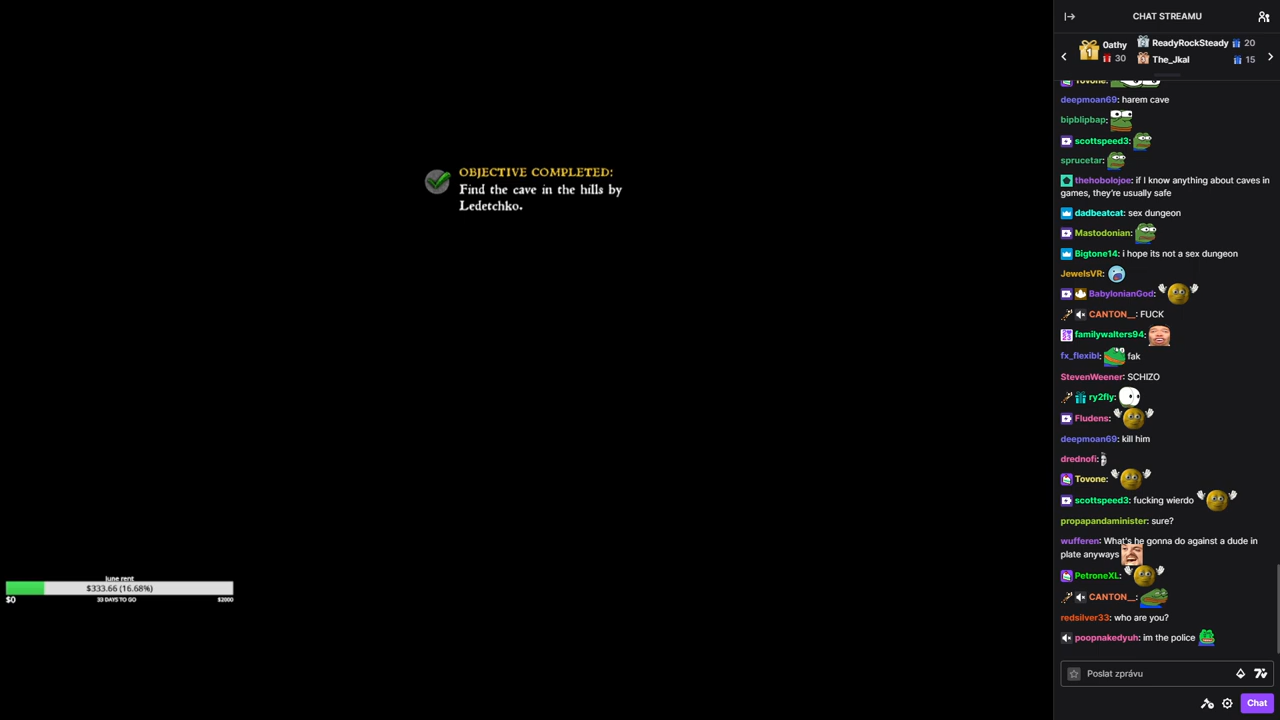 OBJECTIVE COMPLETED:
Find the cave in the hills by
Ledetchko.
June rent
$333.66 (16.68%)
$0
33 DAYS TO GO
$2000
CHAT STREAMU
1
0athy
30
ReadyRockSteady 20
The_Jkal 15
Tovone:
deepmoan69: harem cave
bipblipbap:
scottspeed3:
sprucetar:
thehobolojoe: if I know anything about caves in
games, they're usually safe
dadbeatcat: sex dungeon
Mastodonian:
Bigtone14: i hope its not a sex dungeon
JewelsVR:
BabylonianGod:
CANTON__: FUCK
familywalters94:
fx_flexibl: fak
StevenWeener: SCHIZO
ry2fly:
Fludens:
deepmoan69: kill him
drednofi:
Tovone:
scottspeed3: fucking wierdo
propapandaminister: sure?
wufferen: What's he gonna do against a dude in
plate anyways
PetroneXL:
CANTON__:
redsilver33: who are you?
poopnakedyuh: im the police
Poslat zprávu
Chat